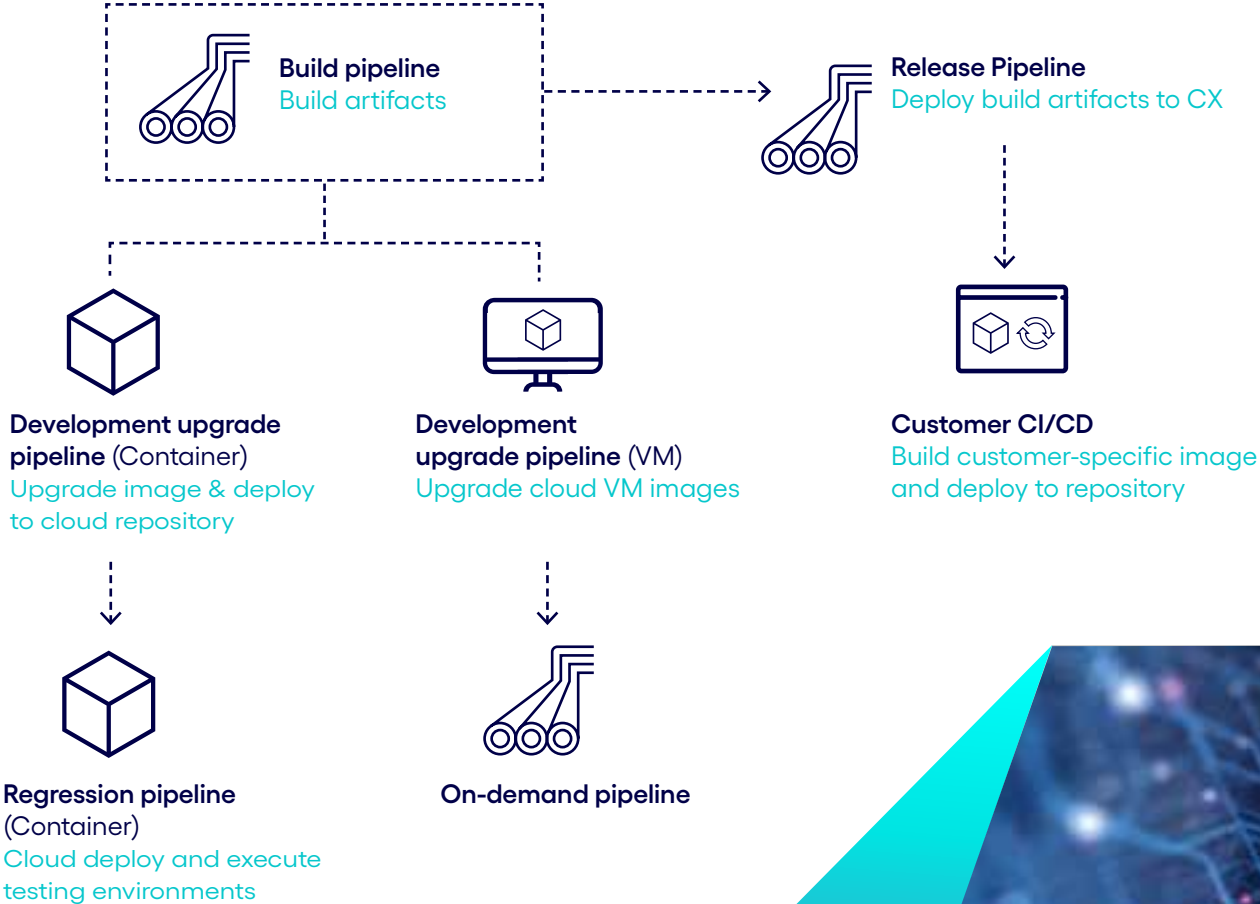 Build pipeline
Build artifacts
Release Pipeline
Deploy build artifacts to CX
Development upgrade
pipeline (Container)
Upgrade image & deploy
to cloud repository
Development
upgrade pipeline (VM)
Upgrade cloud VM images
Customer CI/CD
Build customer-specific image
and deploy to repository
Regression pipeline
(Container)
Cloud deploy and execute
testing environments
On-demand pipeline